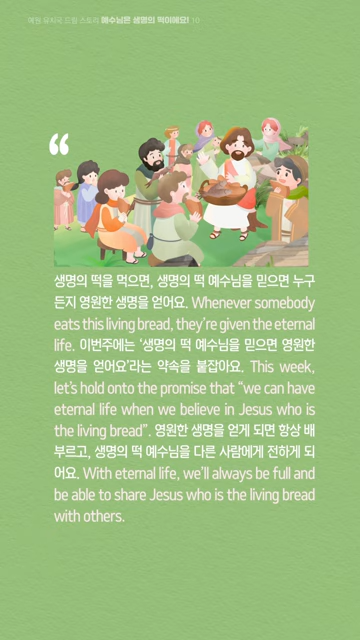 예원 유치국 드림 스토리 예수님은 생명의 떡이에요! 10
“
생명의 떡을 먹으면, 생명의 떡 예수님을 믿으면 누구
든지 영원한 생명을 얻어요. Whenever somebody
eats this living bread, they’re given the eternal
life. 이번주에는 ‘생명의 떡 예수님을 믿으면 영원한
생명을 얻어요’라는 약속을 붙잡아요. This week,
let’s hold onto the promise that “we can have
eternal life when we believe in Jesus who is
the living bread”. 영원한 생명을 얻게 되면 항상 배
부르고, 생명의 떡 예수님을 다른 사람에게 전하게 되
어요. With eternal life, we’ll always be full and
be able to share Jesus who is the living bread
with others.